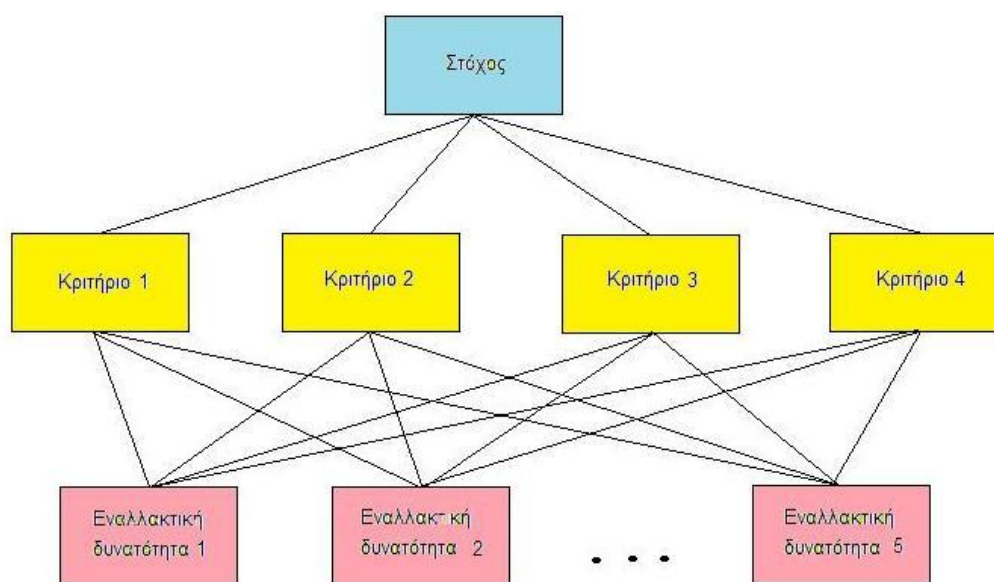 Στόχος
Κριτήριο 1
Κριτήριο 2
Κριτήριο 3
Κριτήριο 4
Εναλλακτική
δυνατότητα 1
Εναλλακτική
δυνατότητα 2
. . .
Εναλλακτική
δυνατότητα 5